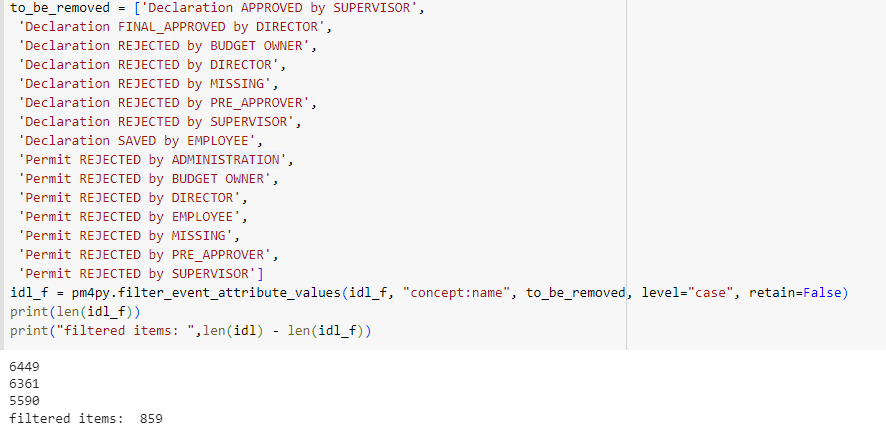 to_be_removed = ['Declaration APPROVED by SUPERVISOR',
 'Declaration FINAL_APPROVED by DIRECTOR',
 'Declaration REJECTED by BUDGET OWNER',
 'Declaration REJECTED by DIRECTOR',
 'Declaration REJECTED by MISSING',
 'Declaration REJECTED by PRE_APPROVER',
 'Declaration REJECTED by SUPERVISOR',
 'Declaration SAVED by EMPLOYEE',
 'Permit REJECTED by ADMINISTRATION',
 'Permit REJECTED by BUDGET OWNER',
 'Permit REJECTED by DIRECTOR',
 'Permit REJECTED by EMPLOYEE',
 'Permit REJECTED by MISSING',
 'Permit REJECTED by PRE_APPROVER',
 'Permit REJECTED by SUPERVISOR']
idl_f = pm4py.filter_event_attribute_values(idl_f, "concept:name", to_be_removed, level="case", retain=False)
print(len(idl_f))
print("filtered items: ",len(idl) - len(idl_f))
6449
6361
5590
filtered items:  859